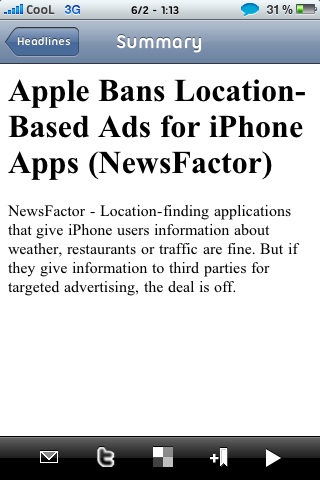 CooL 3G 6/2 - 1:13 31 %
Headlines Summary
Apple Bans Location-
Based Ads for iPhone
Apps (NewsFactor)
NewsFactor - Location-finding applications
that give iPhone users information about
weather, restaurants or traffic are fine. But if
they give information to third parties for
targeted advertising, the deal is off.